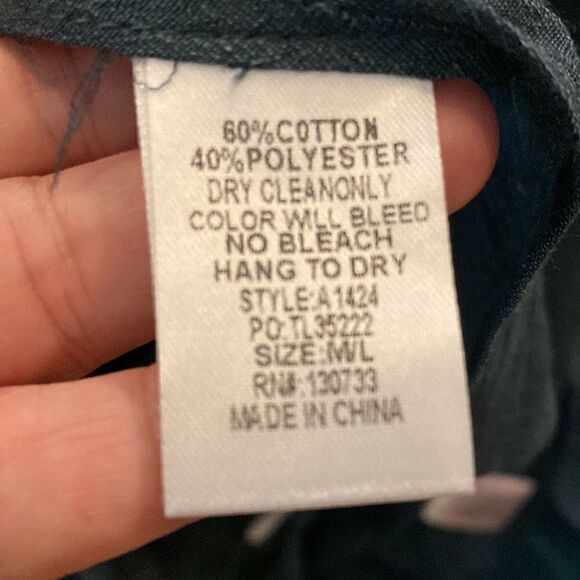 60%COTTON
40%POLYESTER
DRY CLEANONLY
COLOR WILL BLEED
NO BLEACH
HANG TO DRY
STYLE:A1424
PO:TL35222
SIZE:M/L
RN#:130733
MADE IN CHINA